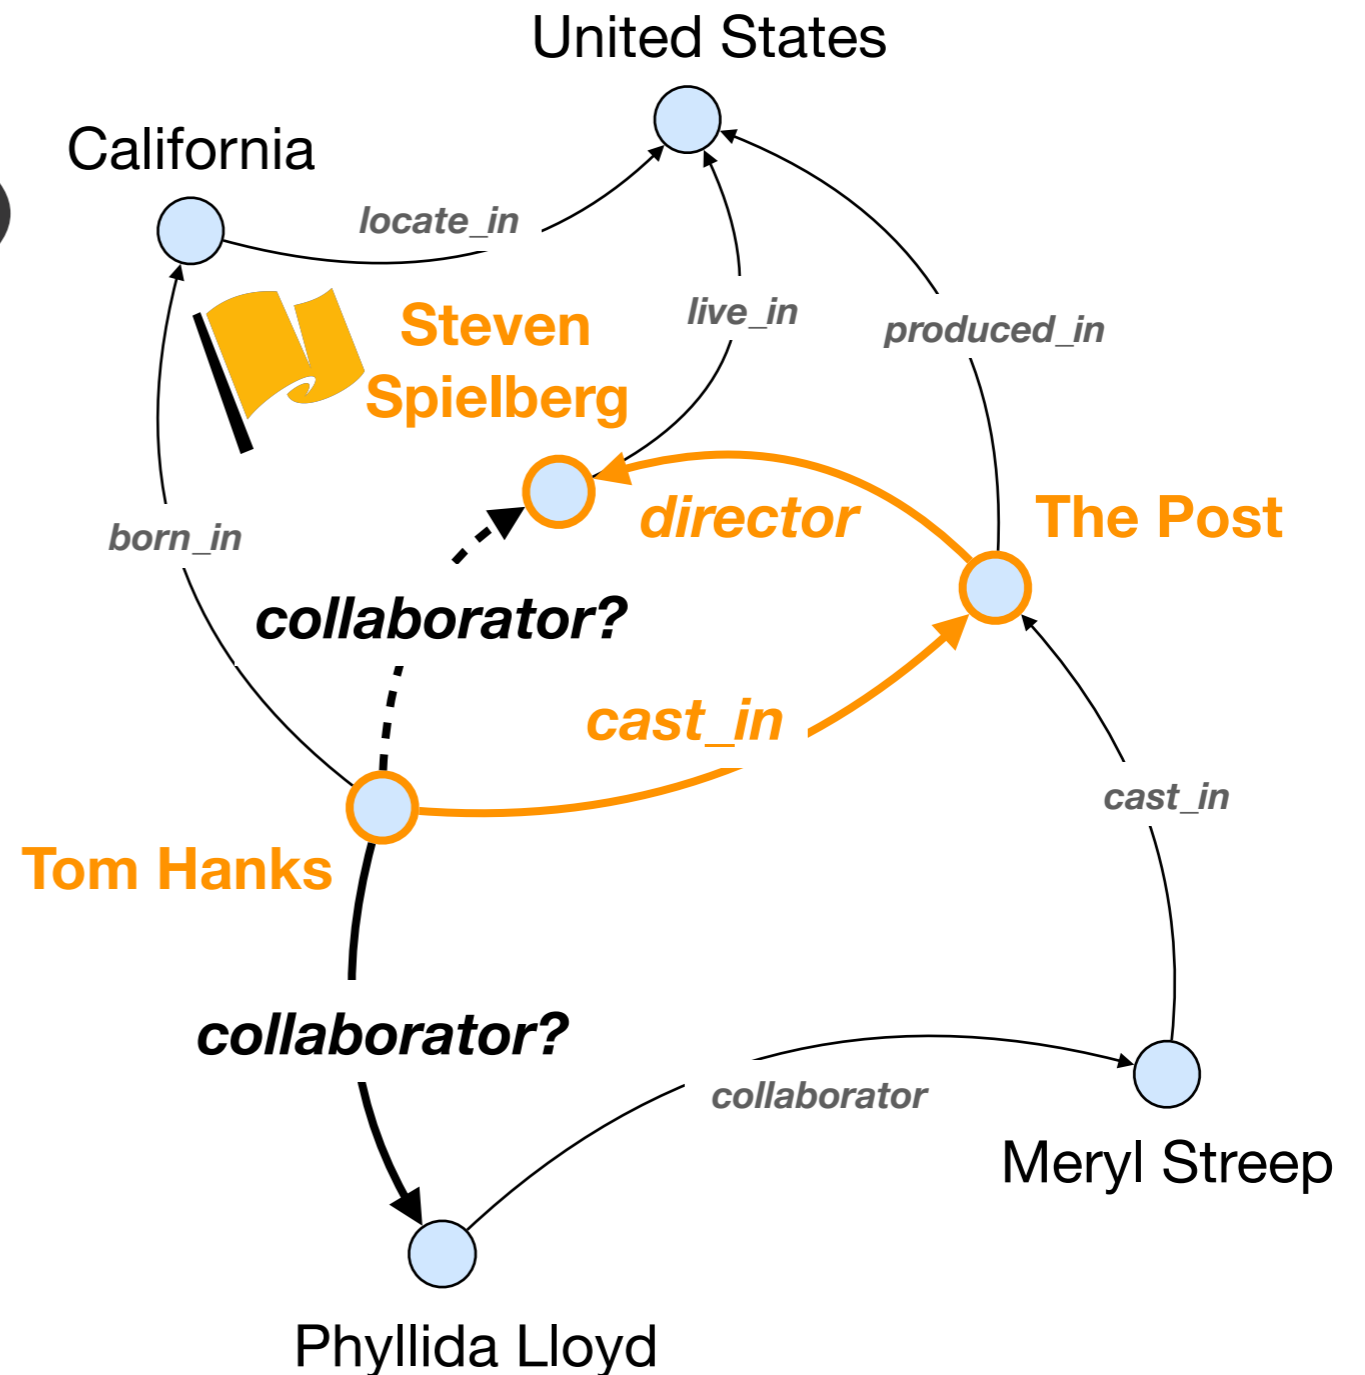 United States
California
locate_in
Steven
Spielberg
live_in
produced_in
director
The Post
born_in
collaborator?
cast_in
cast_in
Tom Hanks
collaborator?
collaborator
Meryl Streep
Phyllida Lloyd